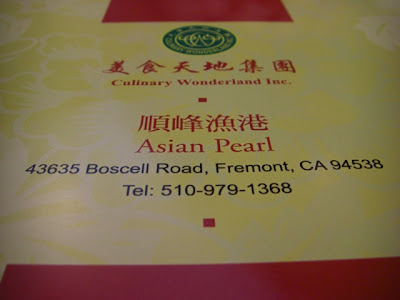 美食天地集團
Culinary Wonderland Inc.
順峰漁港
Asian Pearl
43635 Boscell Road, Fremont, CA 94538
Tel: 510-979-1368